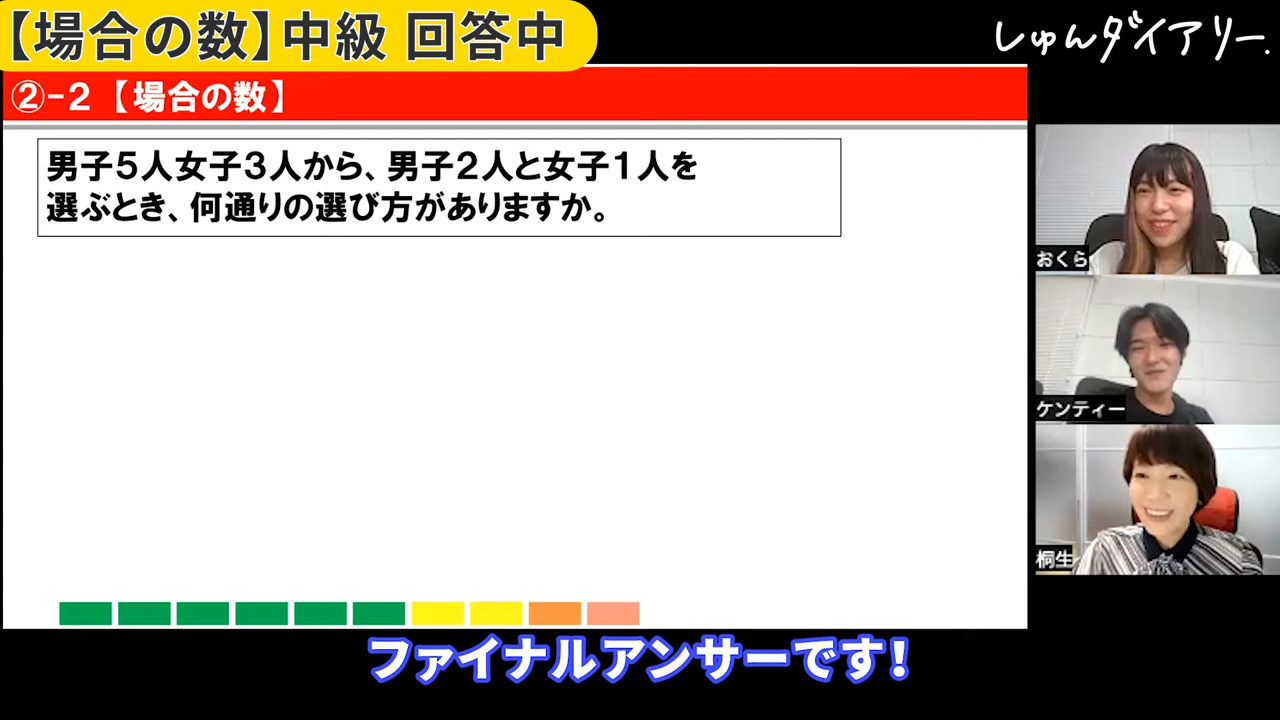 【場合の数】中級 回答中
しゅんダイアリー.
②-2【場合の数】
男子5人女子3人から、男子2人と女子1人を
選ぶとき、何通りの選び方がありますか。
おくら
ケンティー
桐生
ファイナルアンサーです!